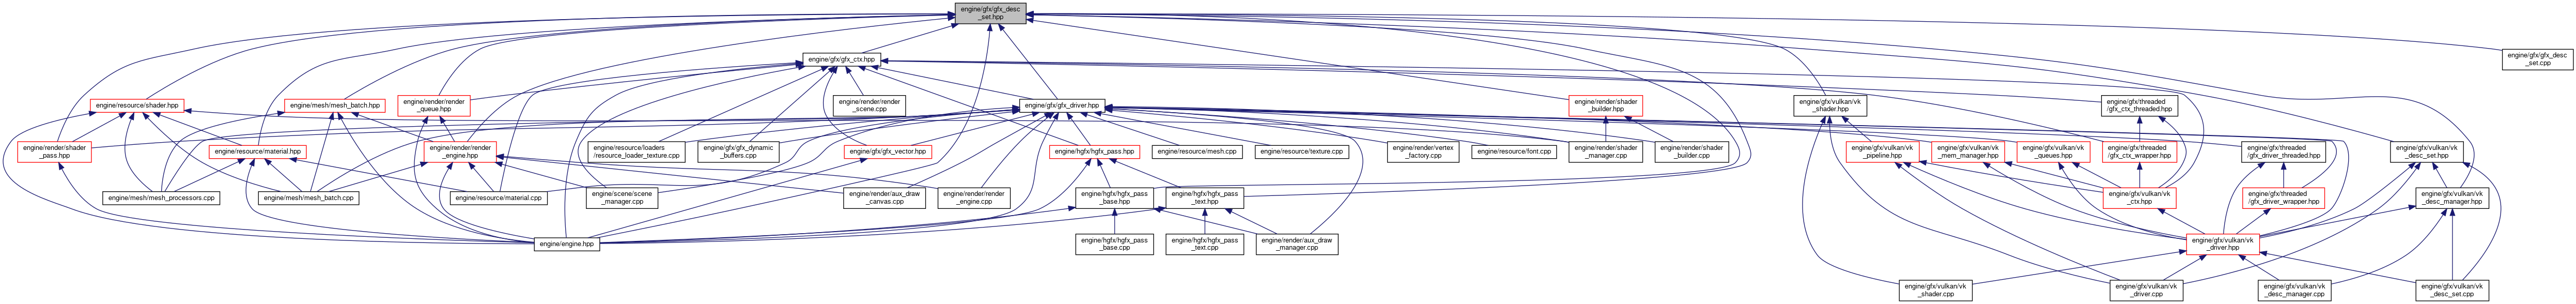 engine/gfx/gfx_desc
_set.hpp
engine/gfx/gfx_desc
_set.cpp
engine/gfx/gfx_ctx.hpp
engine/resource/shader.hpp
engine/mesh/mesh_batch.hpp
engine/render/render
_queue.hpp
engine/render/render
_scene.cpp
engine/gfx/gfx_driver.hpp
engine/render/shader
_builder.hpp
engine/gfx/vulkan/vk
_shader.hpp
engine/gfx/threaded
/gfx_ctx_threaded.hpp
engine/render/shader
_pass.hpp
engine/resource/material.hpp
engine/render/render
_engine.hpp
engine/resource/loaders
/resource_loader_texture.cpp
engine/gfx/gfx_dynamic
_buffers.cpp
engine/gfx/gfx_vector.hpp
engine/hgfx/hgfx_pass.hpp
engine/resource/mesh.cpp
engine/resource/texture.cpp
engine/render/vertex
_factory.cpp
engine/resource/font.cpp
engine/render/shader
_manager.cpp
engine/render/shader
_builder.cpp
engine/gfx/vulkan/vk
_pipeline.hpp
engine/gfx/vulkan/vk
_mem_manager.hpp
engine/gfx/vulkan/vk
_queues.hpp
engine/gfx/threaded
/gfx_ctx_wrapper.hpp
engine/gfx/threaded
/gfx_driver_threaded.hpp
engine/gfx/vulkan/vk
_desc_set.hpp
engine/mesh/mesh_processors.cpp
engine/mesh/mesh_batch.cpp
engine/resource/material.cpp
engine/scene/scene
_manager.cpp
engine/render/aux_draw
_canvas.cpp
engine/render/render
_engine.cpp
engine/hgfx/hgfx_pass
_base.hpp
engine/hgfx/hgfx_pass
_text.hpp
engine/gfx/vulkan/vk
_ctx.hpp
engine/gfx/threaded
/gfx_driver_wrapper.hpp
engine/gfx/vulkan/vk
_desc_manager.hpp
engine/engine.hpp
engine/hgfx/hgfx_pass
_base.cpp
engine/hgfx/hgfx_pass
_text.cpp
engine/render/aux_draw
_manager.cpp
engine/gfx/vulkan/vk
_driver.hpp
engine/gfx/vulkan/vk
_shader.cpp
engine/gfx/vulkan/vk
_driver.cpp
engine/gfx/vulkan/vk
_desc_manager.cpp
engine/gfx/vulkan/vk
_desc_set.cpp